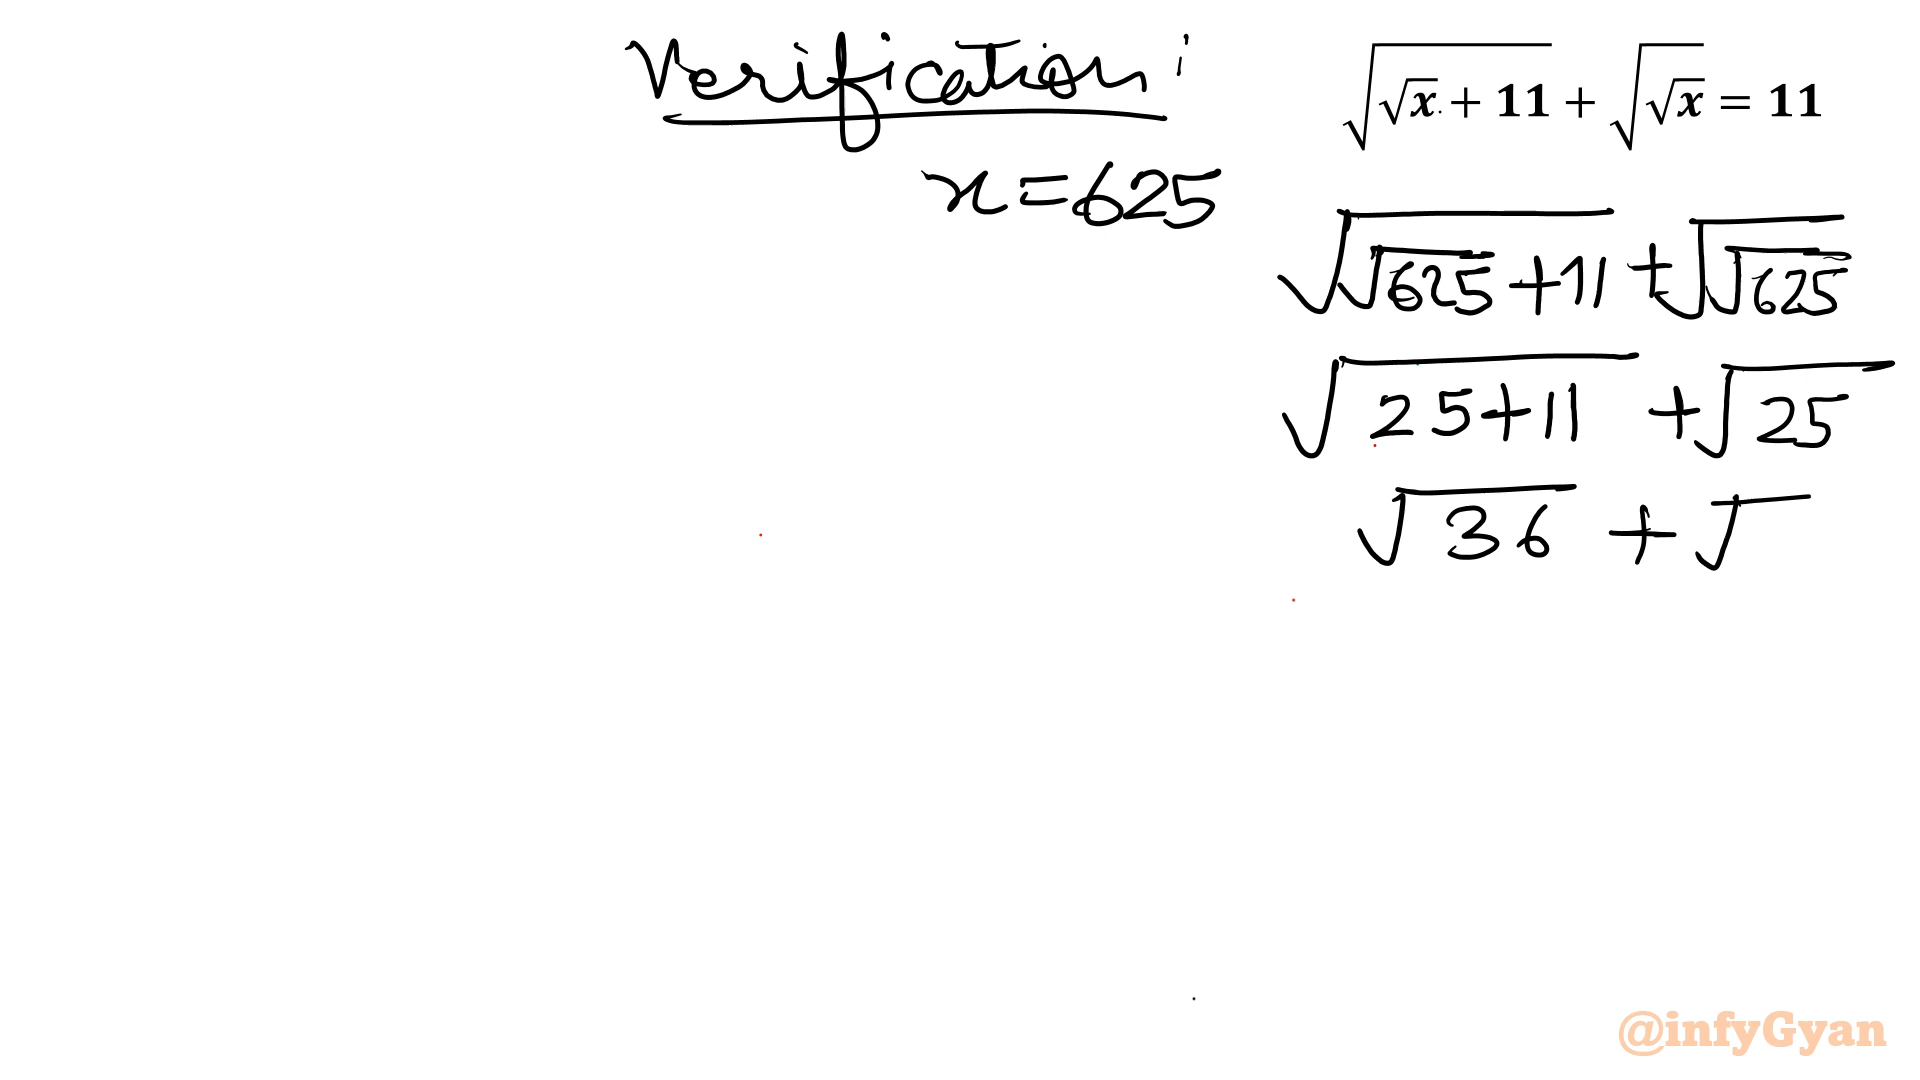 Verification :
√(√x + 11) + √(√x) = 11
x = 625
√(√625 + 11) + √(√625)
√(25 + 11) + √25
√36 + √
@infyGyan